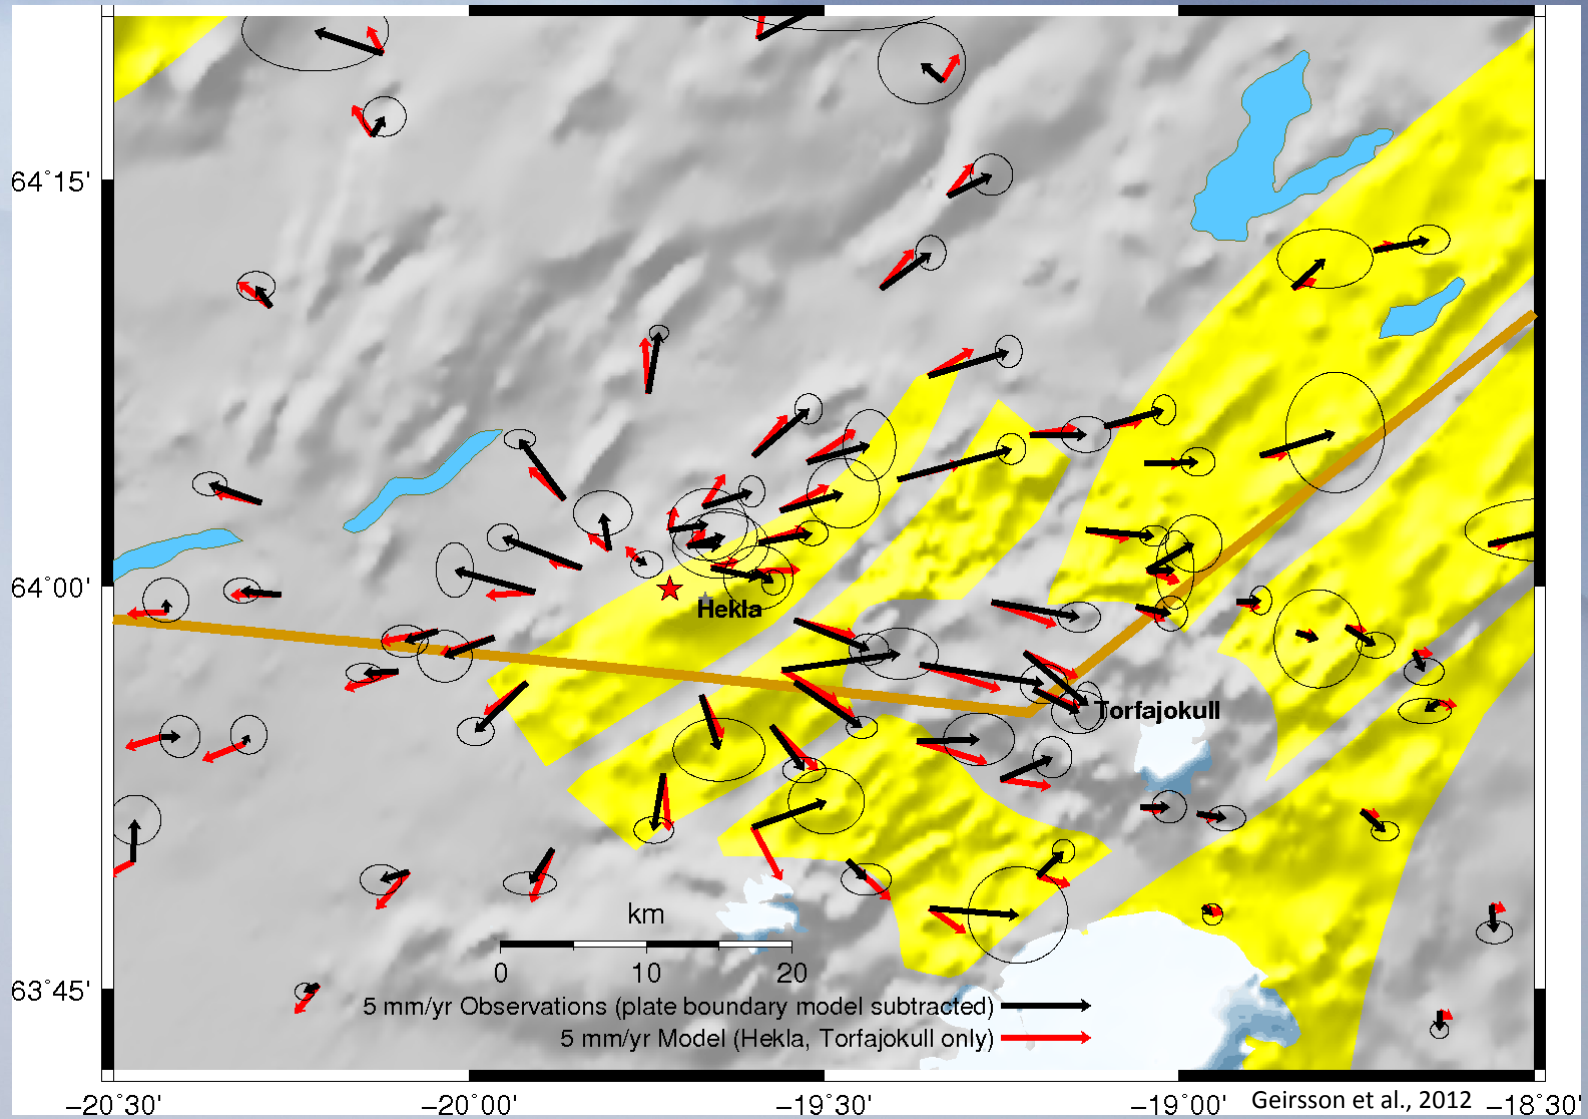 64°15'
64°00'
Hekla
Torfajokull
km
0 10 20
63°45'
5 mm/yr Observations (plate boundary model subtracted)
5 mm/yr Model (Hekla, Torfajokull only)
−20°30' −20°00' −19°30' −19°00' −18°30'
Geirsson et al., 2012